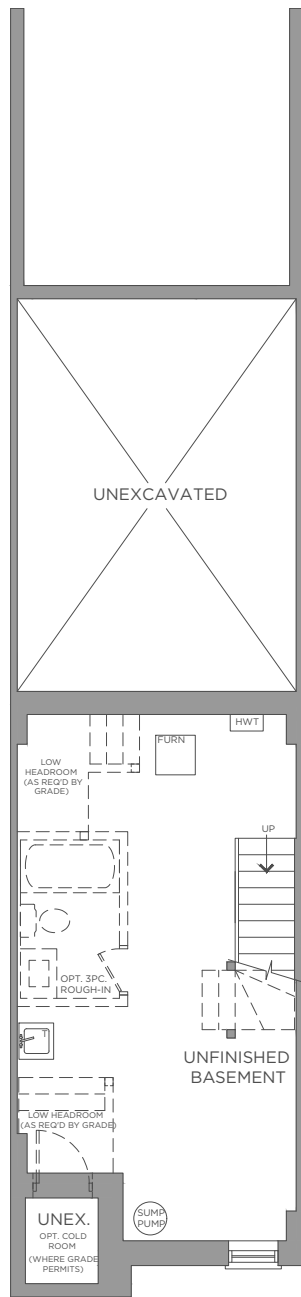 UNEXCAVATED
HWT
FURN
LOW
HEADROOM
(AS REQ'D BY
GRADE)
UP
OPT. 3PC.
ROUGH-IN
T
UNFINISHED
BASEMENT
LOW HEADROOM
(AS REQ'D BY GRADE)
SUMP
PUMP
UNEX.
OPT. COLD
ROOM
(WHERE GRADE
PERMITS)